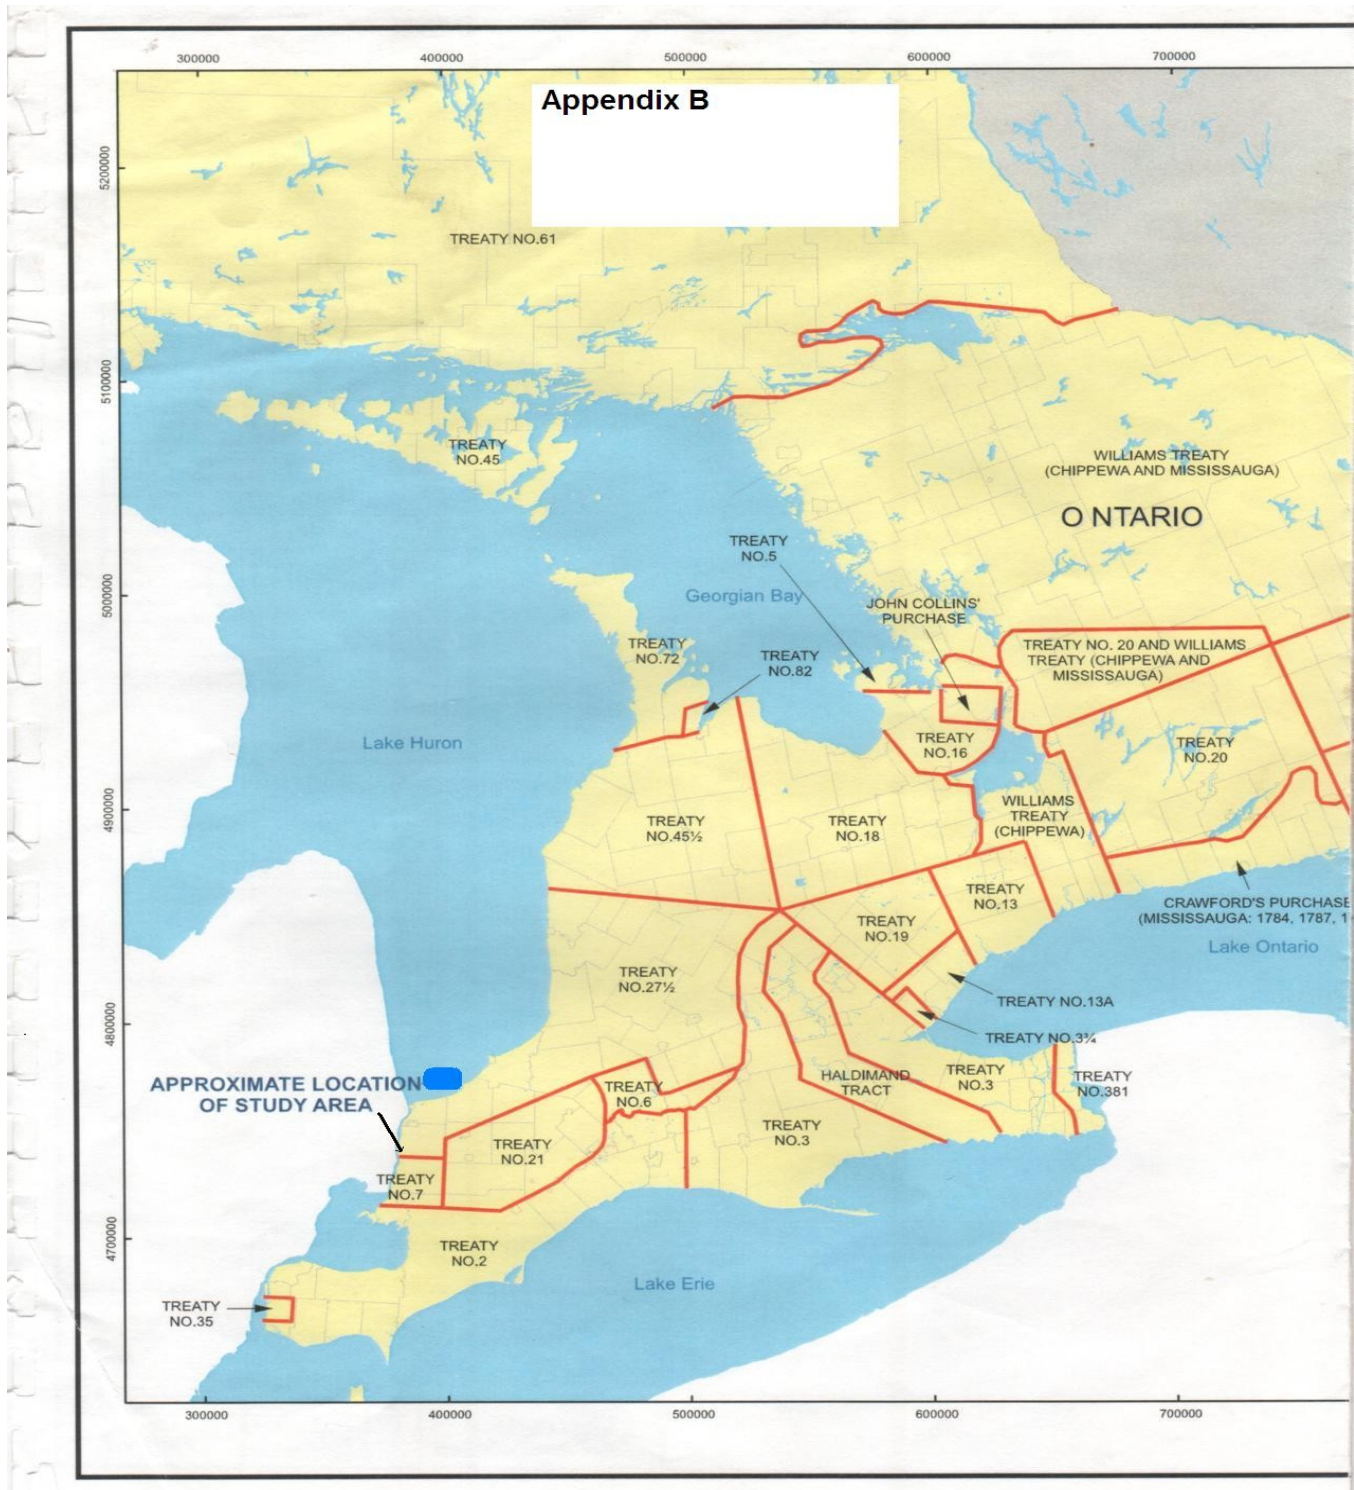 300000
400000
500000
600000
700000
Appendix B
5200000
5100000
5000000
4900000
4800000
4700000
TREATY NO.61
TREATY
NO.45
WILLIAMS TREATY
(CHIPPEWA AND MISSISSAUGA)
O NTARIO
TREATY
NO.5
Georgian Bay
JOHN COLLINS'
PURCHASE
TREATY
NO.72
TREATY
NO.82
TREATY NO. 20 AND WILLIAMS
TREATY (CHIPPEWA AND
MISSISSAUGA)
Lake Huron
TREATY
NO.16
TREATY
NO.20
TREATY
NO.45½
TREATY
NO.18
WILLIAMS
TREATY
(CHIPPEWA)
TREATY
NO.13
CRAWFORD'S PURCHASE
(MISSISSAUGA: 1784, 1787, 1
TREATY
NO.19
Lake Ontario
TREATY
NO.27½
TREATY NO.13A
TREATY NO.3¾
APPROXIMATE LOCATION
OF STUDY AREA
TREATY
NO.6
HALDIMAND
TRACT
TREATY
NO.3
TREATY
NO.381
TREATY
NO.21
TREATY
NO.3
TREATY
NO.7
TREATY
NO.2
Lake Erie
TREATY
NO.35
300000
400000
500000
600000
700000